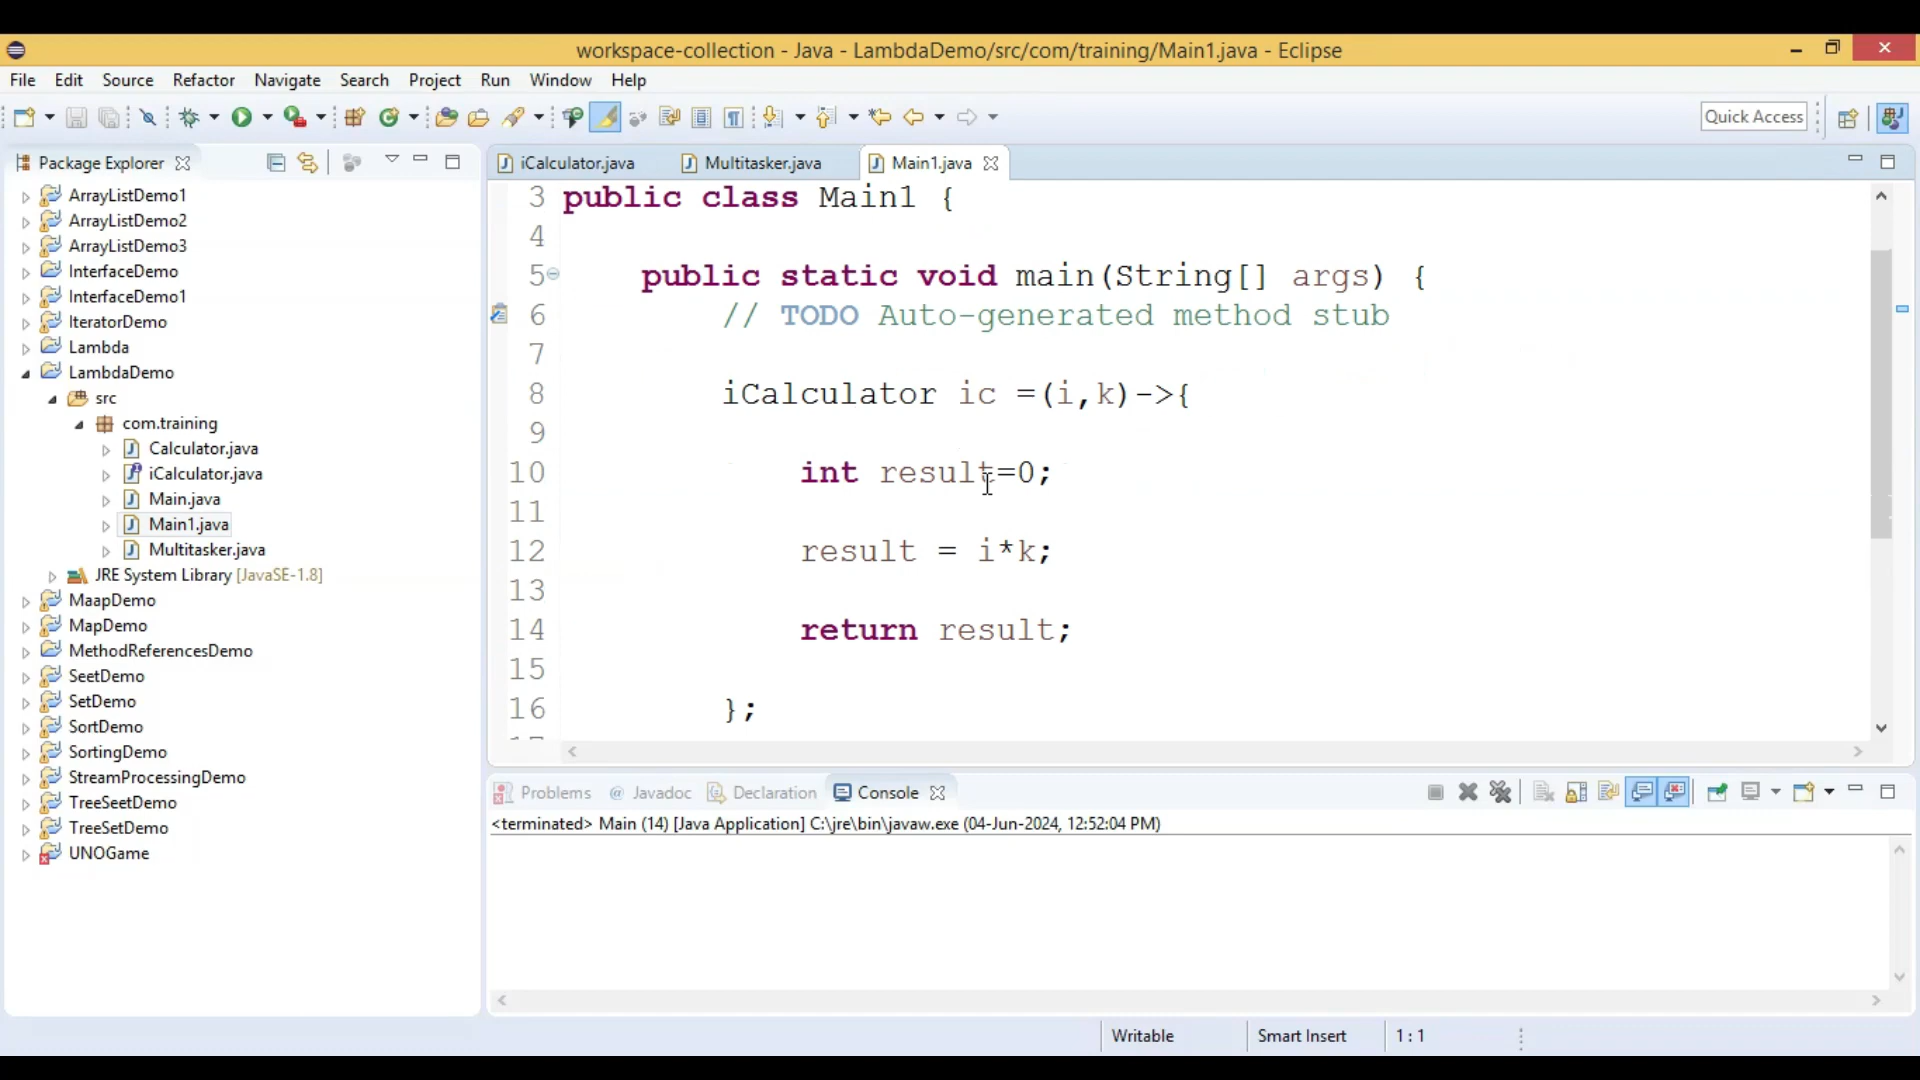 workspace-collection - Java - LambdaDemo/src/com/training/Main1.java - Eclipse
File Edit Source Refactor Navigate Search Project Run Window Help
Quick Access
Package Explorer
ArrayListDemo1
ArrayListDemo2
ArrayListDemo3
InterfaceDemo
InterfaceDemo1
IteratorDemo
Lambda
LambdaDemo
src
com.training
Calculator.java
iCalculator.java
Main.java
Main1.java
Multitasker.java
JRE System Library [JavaSE-1.8]
MaapDemo
MapDemo
MethodReferencesDemo
SeetDemo
SetDemo
SortDemo
SortingDemo
StreamProcessingDemo
TreeSeetDemo
TreeSetDemo
UNOGame
iCalculator.java Multitasker.java Main1.java
3 public class Main1 {
4
5 public static void main(String[] args) {
6 // TODO Auto-generated method stub
7
8 iCalculator ic =(i,k)->{
9
10 int result=0;
11
12 result = i*k;
13
14 return result;
15
16 };
Problems @ Javadoc Declaration Console
<terminated> Main (14) [Java Application] C:\jre\bin\javaw.exe (04-Jun-2024, 12:52:04 PM)
Writable Smart Insert 1 : 1